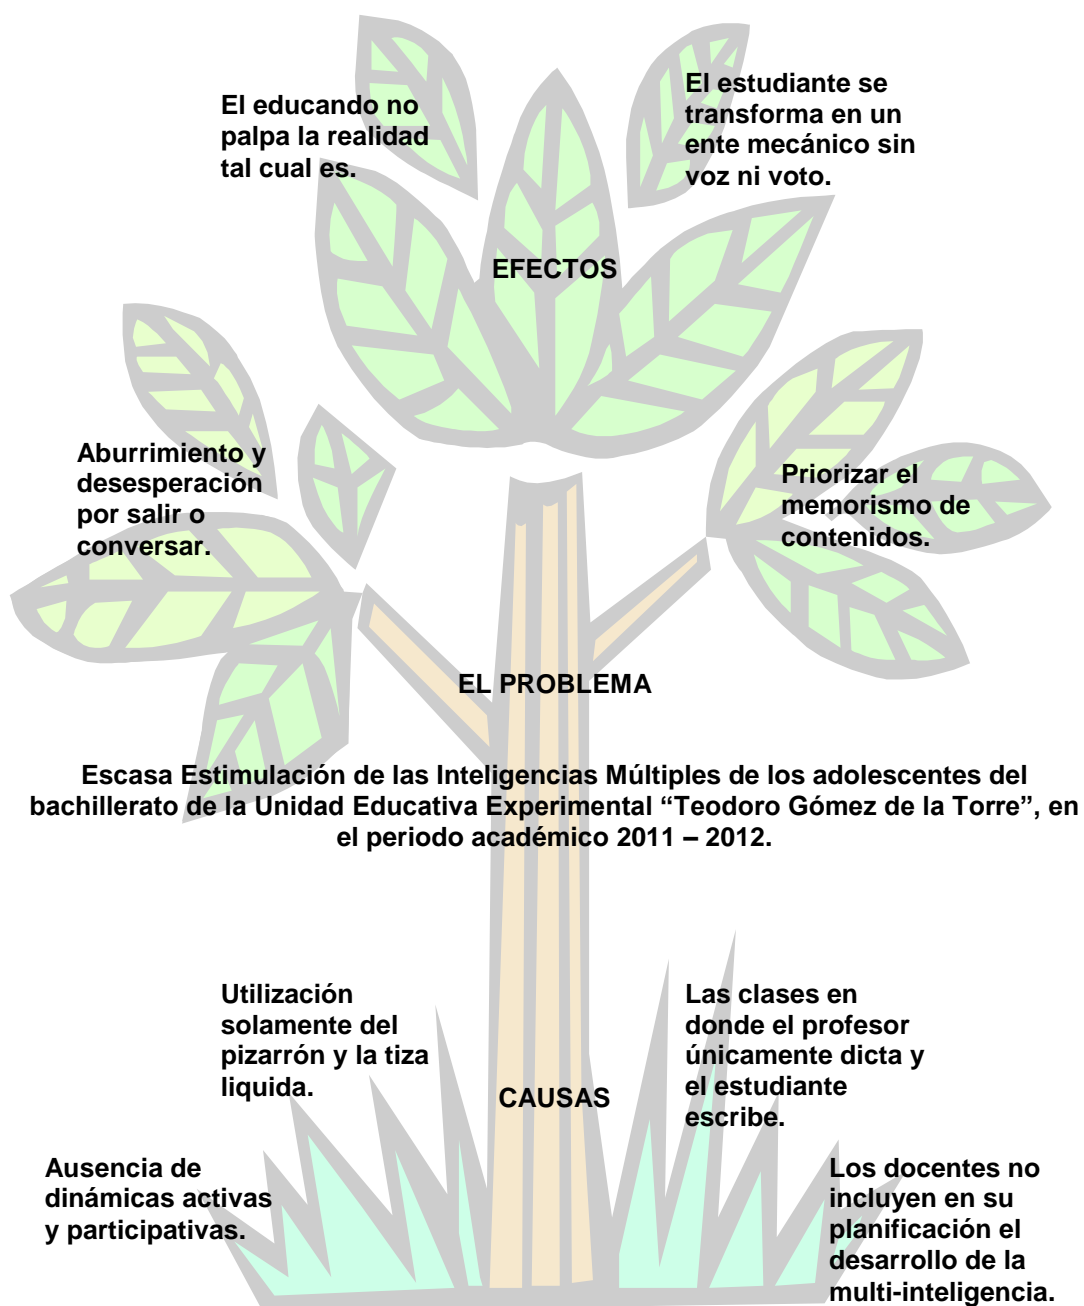 El educando no
palpa la realidad
tal cual es.
El estudiante se
transforma en un
ente mecánico sin
voz ni voto.
EFECTOS
Aburrimiento y
desesperación
por salir o
conversar.
Priorizar el
memorismo de
contenidos.
EL PROBLEMA
Escasa Estimulación de las Inteligencias Múltiples de los adolescentes del
bachillerato de la Unidad Educativa Experimental “Teodoro Gómez de la Torre”, en
el periodo académico 2011 – 2012.
Utilización
solamente del
pizarrón y la tiza
liquida.
Las clases en
donde el profesor
únicamente dicta y
el estudiante
escribe.
CAUSAS
Ausencia de
dinámicas activas
y participativas.
Los docentes no
incluyen en su
planificación el
desarrollo de la
multi-inteligencia.